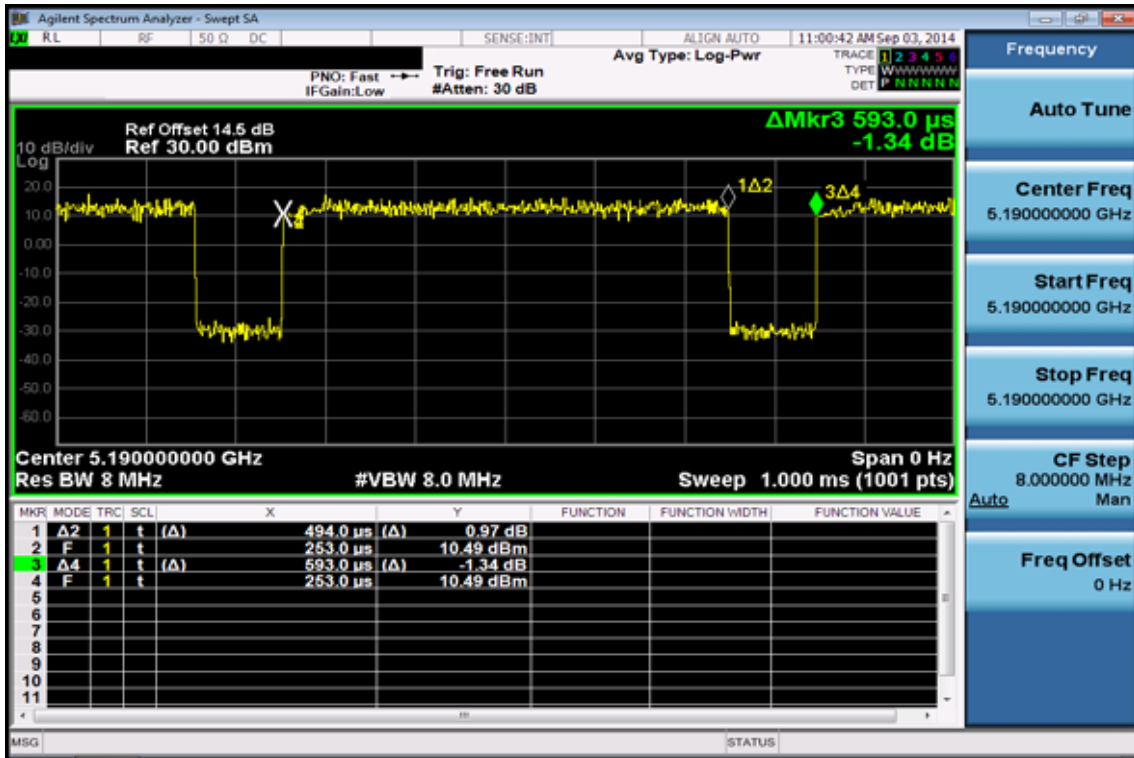 Agilent Spectrum Analyzer - Swept SA
RL RF 50 Ω DC SENSE:INT ALIGN AUTO 11:00:42 AM Sep 03, 2014
Avg Type: Log-Pwr TRACE 1 2 3 4 5 6
PNO: Fast Trig: Free Run TYPE WWWWWW
IFGain:Low #Atten: 30 dB DET P N N N N N
Frequency
ΔMkr3 593.0 µs
-1.34 dB
Ref Offset 14.5 dB
10 dB/div Ref 30.00 dBm
Log
20.0
10.0
0.00
-10.0
-20.0
-30.0
-40.0
-50.0
-60.0
X
1Δ2
3Δ4
Center 5.190000000 GHz Span 0 Hz
Res BW 8 MHz #VBW 8.0 MHz Sweep 1.000 ms (1001 pts)
MKR MODE TRC SCL X Y FUNCTION FUNCTION WIDTH FUNCTION VALUE
1 Δ2 1 t (Δ) 494.0 µs (Δ) 0.97 dB
2 F 1 t 253.0 µs 10.49 dBm
3 Δ4 1 t (Δ) 593.0 µs (Δ) -1.34 dB
4 F 1 t 253.0 µs 10.49 dBm
5
6
7
8
9
10
11
MSG STATUS
Auto Tune
Center Freq
5.190000000 GHz
Start Freq
5.190000000 GHz
Stop Freq
5.190000000 GHz
CF Step
8.000000 MHz
Auto Man
Freq Offset
0 Hz